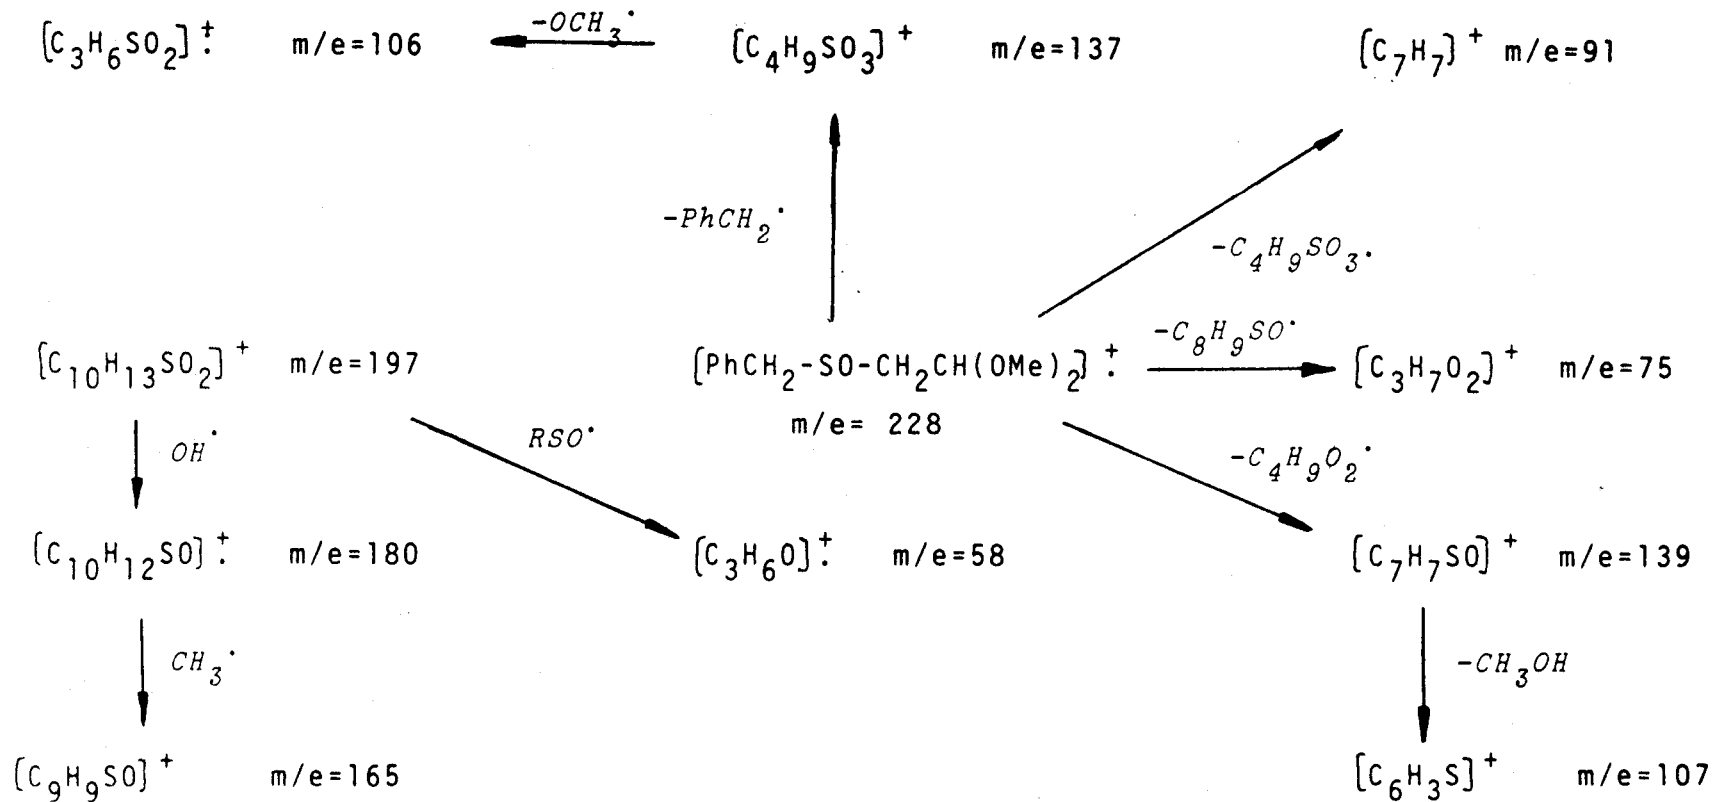 [C₃H₆SO₂]⁺̣ m/e=106 -OCH₃˙ [C₄H₉SO₃]⁺ m/e=137 [C₇H₇]⁺ m/e=91
-PhCH₂˙
-C₄H₉SO₃˙
-C₈H₉SO˙
[C₁₀H₁₃SO₂]⁺ m/e=197 [PhCH₂-SO-CH₂CH(OMe)₂]⁺̣ [C₃H₇O₂]⁺ m/e=75
m/e= 228
OH˙ RSO˙ -C₄H₉O₂˙
[C₁₀H₁₂SO]⁺̣ m/e=180 [C₃H₆O]⁺̣ m/e=58 [C₇H₇SO]⁺ m/e=139
CH₃˙ -CH₃OH
[C₉H₉SO]⁺ m/e=165 [C₆H₃S]⁺ m/e=107